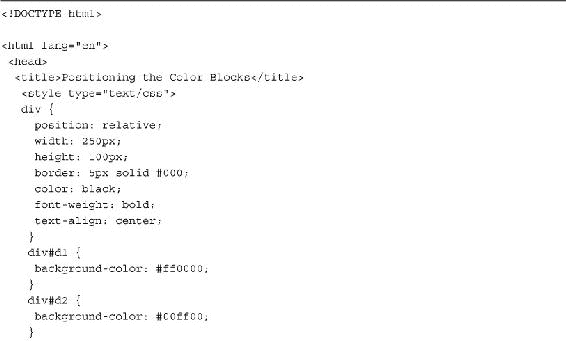 <!DOCTYPE html>
<html lang="en">
<head>
<title>Positioning the Color Blocks</title>
<style type="text/css">
div {
position: relative;
width: 250px;
height: 100px;
border: 5px solid #000;
color: black;
font-weight: bold;
text-align: center;
}
div#d1 {
background-color: #ff0000;
}
div#d2 {
background-color: #00ff00;
}